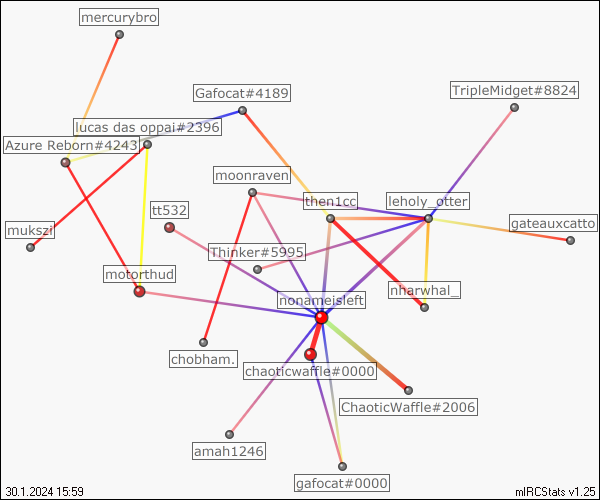 mercurybro
Gafocat#4189
TripleMidget#8824
lucas das oppai#2396
Azure Reborn#4243
moonraven
then1cc
leholy_otter
tt532
gateauxcatto
mukszi
Thinker#5995
motorthud
nharwhal_
nonameisleft
chobham.
chaoticwaffle#0000
ChaoticWaffle#2006
amah1246
gafocat#0000
30.1.2024 15:59
mIRCStats v1.25